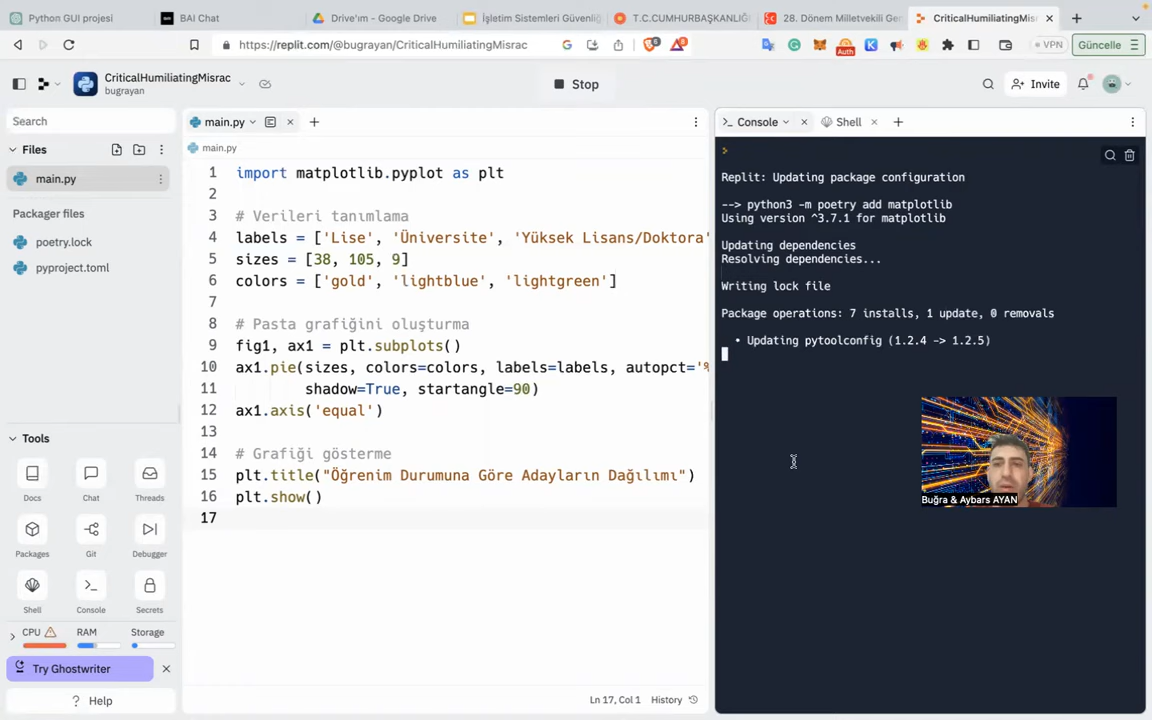 Python GUI projesi
BAI Chat
Drive'ım - Google Drive
İşletim Sistemleri Güvenliğ
T.C.CUMHURBAŞKANLIĞ
28. Dönem Milletvekili Gen
CriticalHumiliatingMisrac
https://replit.com/@bugrayan/CriticalHumiliatingMisrac
Auth
VPN
Güncelle
CriticalHumiliatingMisrac
bugrayan
Stop
Invite
Search
Files
main.py
Packager files
poetry.lock
pyproject.toml
Tools
Docs
Chat
Threads
Packages
Git
Debugger
Shell
Console
Secrets
CPU
RAM
Storage
Try Ghostwriter
? Help
main.py
main.py
1 import matplotlib.pyplot as plt
2
3 # Verileri tanımlama
4 labels = ['Lise', 'Üniversite', 'Yüksek Lisans/Doktora'
5 sizes = [38, 105, 9]
6 colors = ['gold', 'lightblue', 'lightgreen']
7
8 # Pasta grafiğini oluşturma
9 fig1, ax1 = plt.subplots()
10 ax1.pie(sizes, colors=colors, labels=labels, autopct='%
11 shadow=True, startangle=90)
12 ax1.axis('equal')
13
14 # Grafiği gösterme
15 plt.title("Öğrenim Durumuna Göre Adayların Dağılımı")
16 plt.show()
17
Ln 17, Col 1
History
Console
Shell
Replit: Updating package configuration
--> python3 -m poetry add matplotlib
Using version ^3.7.1 for matplotlib
Updating dependencies
Resolving dependencies...
Writing lock file
Package operations: 7 installs, 1 update, 0 removals
• Updating pytoolconfig (1.2.4 -> 1.2.5)
Buğra & Aybars AYAN